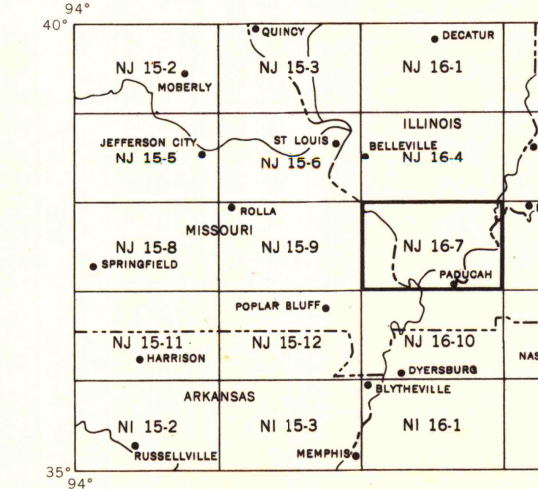 94°
40°
QUINCY
DECATUR
NJ 15-2
NJ 15-3
NJ 16-1
MOBERLY
ILLINOIS
JEFFERSON CITY
ST LOUIS
BELLEVILLE
NJ 15-5
NJ 15-6
NJ 16-4
ROLLA
MISSOURI
NJ 15-8
NJ 15-9
NJ 16-7
SPRINGFIELD
PADUCAH
POPLAR BLUFF
NJ 15-11
NJ 15-12
NJ 16-10
HARRISON
NAS
DYERSBURG
BLYTHEVILLE
ARKANSAS
NI 15-2
NI 15-3
NI 16-1
RUSSELLVILLE
MEMPHIS
35°
94°